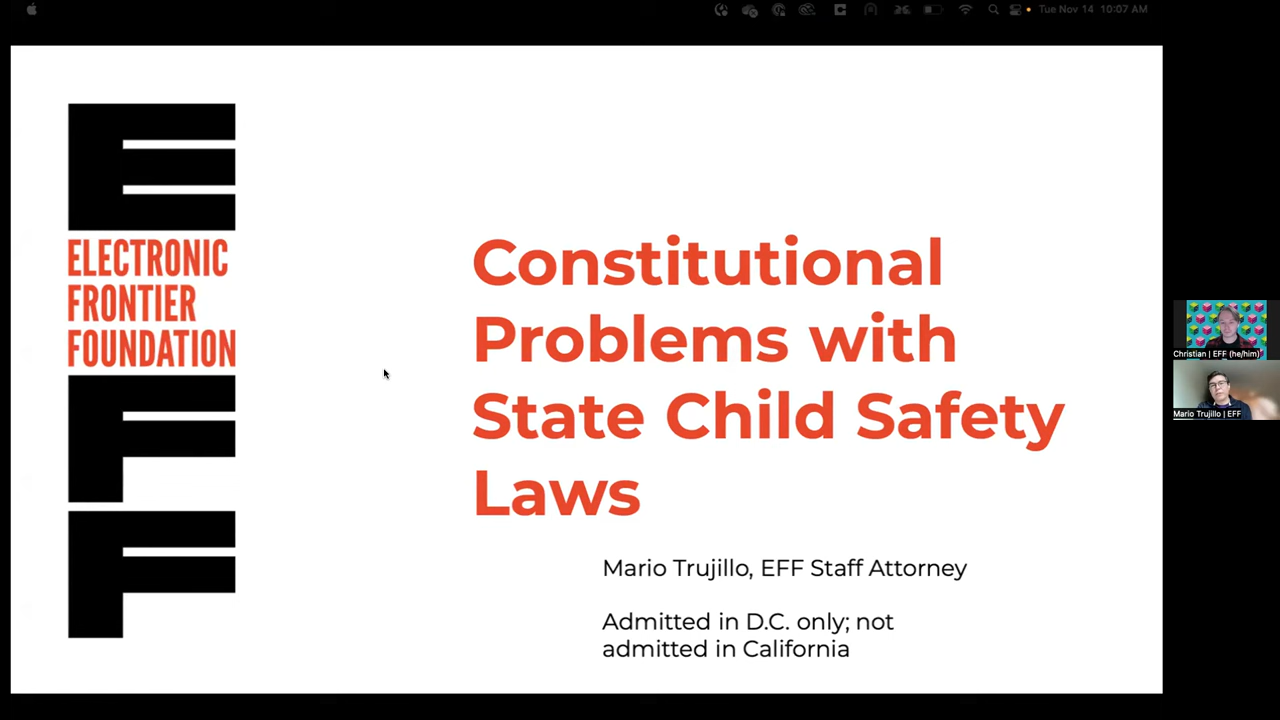 Tue Nov 14 10:07 AM
E
ELECTRONIC
FRONTIER
FOUNDATION
F
F
Constitutional
Problems with
State Child Safety
Laws
Mario Trujillo, EFF Staff Attorney
Admitted in D.C. only; not
admitted in California
Christian | EFF (he/him)
Mario Trujillo | EFF